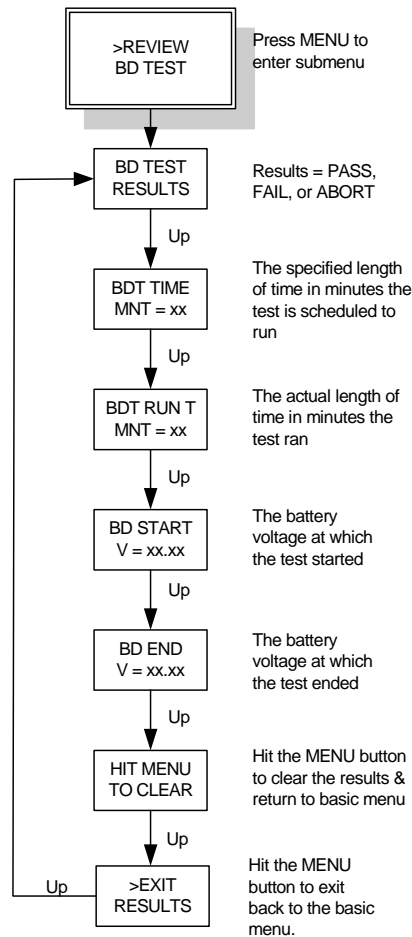 >REVIEW
BD TEST
Press MENU to
enter submenu
BD TEST
RESULTS
Results = PASS,
FAIL, or ABORT
Up
BDT TIME
MNT = xx
The specified length
of time in minutes the
test is scheduled to
run
Up
BDT RUN T
MNT = xx
The actual length of
time in minutes the
test ran
Up
BD START
V = xx.xx
The battery
voltage at which
the test started
Up
BD END
V = xx.xx
The battery
voltage at which
the test ended
Up
HIT MENU
TO CLEAR
Hit the MENU button
to clear the results &
return to basic menu
Up
Up
>EXIT
RESULTS
Hit the MENU
button to exit
back to the basic
menu.